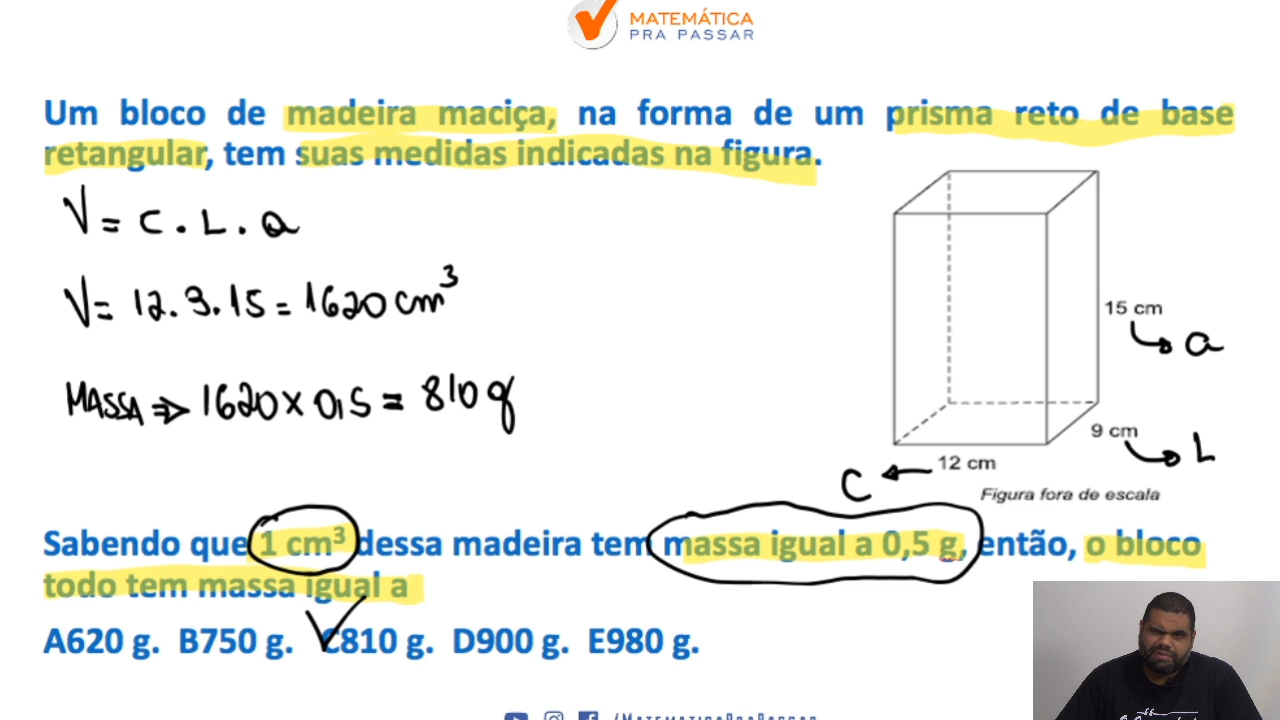 MATEMÁTICA
PRA PASSAR
Um bloco de madeira maciça, na forma de um prisma reto de base
retangular, tem suas medidas indicadas na figura.
V = C . L . a
V = 12 . 9 . 15 = 1620 cm³
MASSA ⇒ 1620 × 0,5 = 810 g
15 cm
a
9 cm
L
12 cm
C
Figura fora de escala
Sabendo que 1 cm³ dessa madeira tem massa igual a 0,5 g, então, o bloco
todo tem massa igual a
A620 g. B750 g. C810 g. D900 g. E980 g.
/MATEMATICAPRAPASSAR